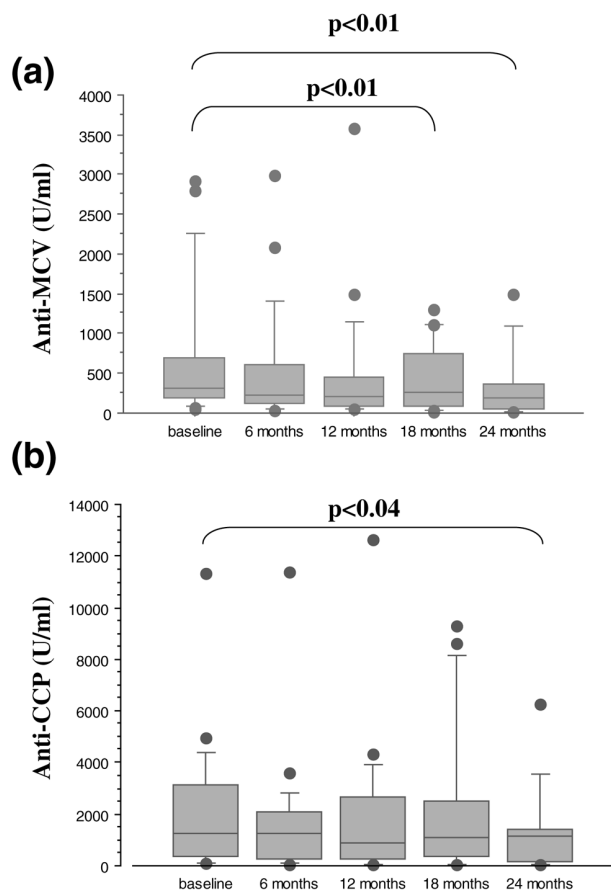 p<0.01
(a)
p<0.01
4000
3500
3000
2500
2000
1500
1000
500
0
Anti-MCV (U/ml)
baseline 6 months 12 months 18 months 24 months
(b)
p<0.04
14000
12000
10000
8000
6000
4000
2000
0
Anti-CCP (U/ml)
baseline 6 months 12 months 18 months 24 months